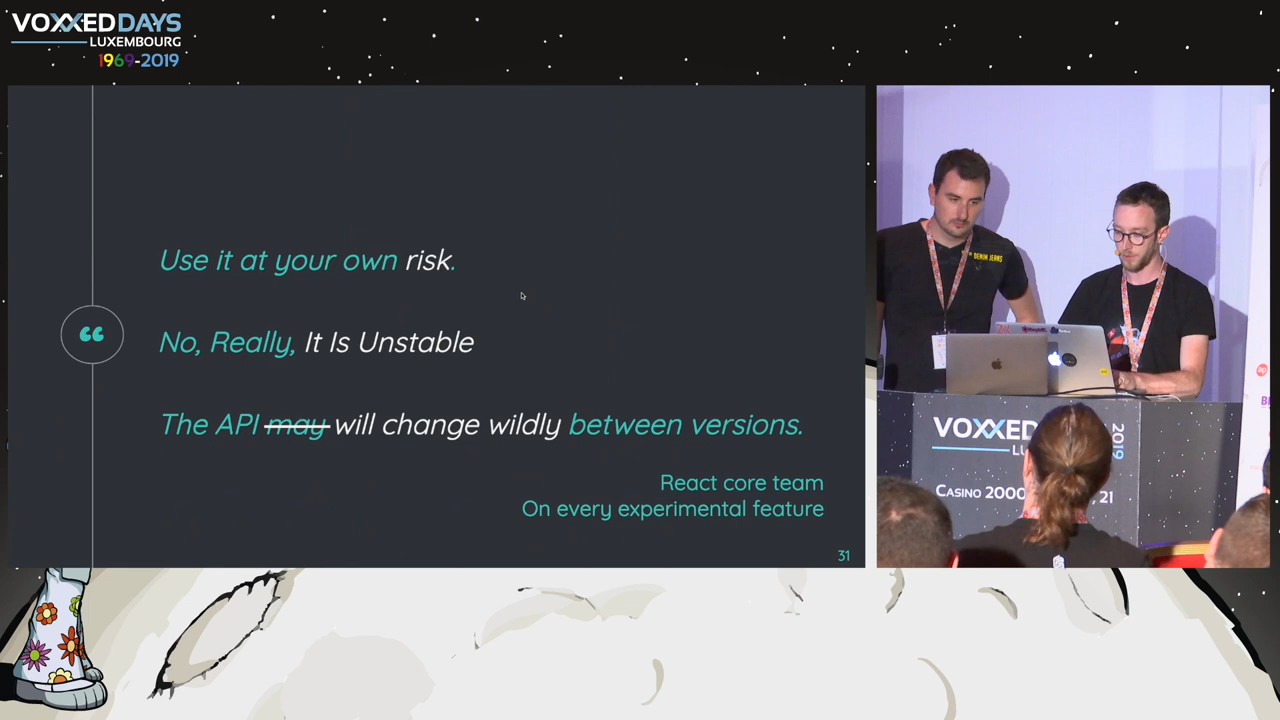 VOXXEDDAYS
LUXEMBOURG
1969-2019
Use it at your own risk.
No, Really, It Is Unstable
The API may will change wildly between versions.
React core team
On every experimental feature
31
DENIM JEANS
VOXXED
LU
2019
CASINO 2000
, 21